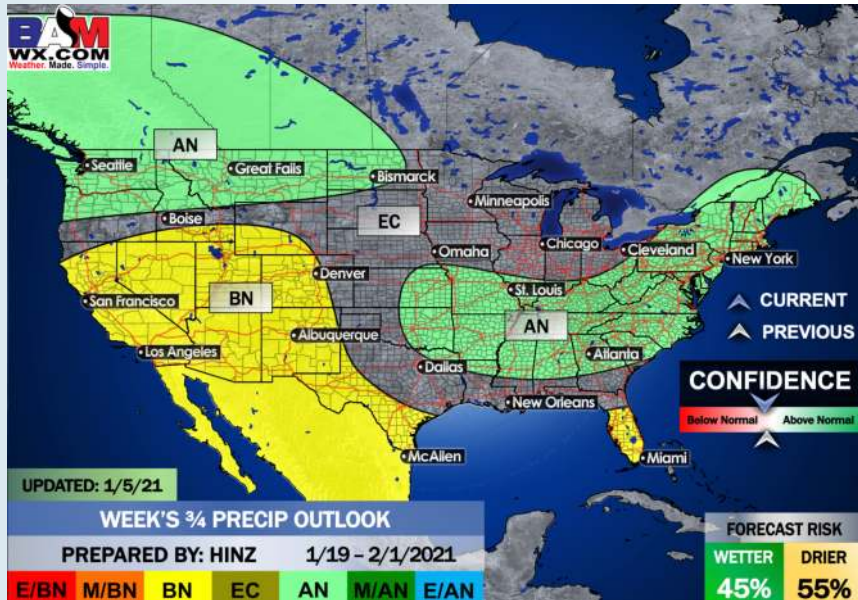 BAM
WX.COM
Weather. Made. Simple.
AN
Seattle
Great Falls
Bismarck
Boise
EC
Minneapolis
Omaha
Chicago
Cleveland
New York
Denver
San Francisco
BN
St. Louis
AN
Los Angeles
Albuquerque
Atlanta
Dallas
New Orleans
McAllen
Miami
CURRENT
PREVIOUS
CONFIDENCE
Below Normal
Above Normal
UPDATED: 1/5/21
WEEK'S ¾ PRECIP OUTLOOK
PREPARED BY: HINZ 1/19 – 2/1/2021
E/BN M/BN BN EC AN M/AN E/AN
FORECAST RISK
WETTER DRIER
45% 55%